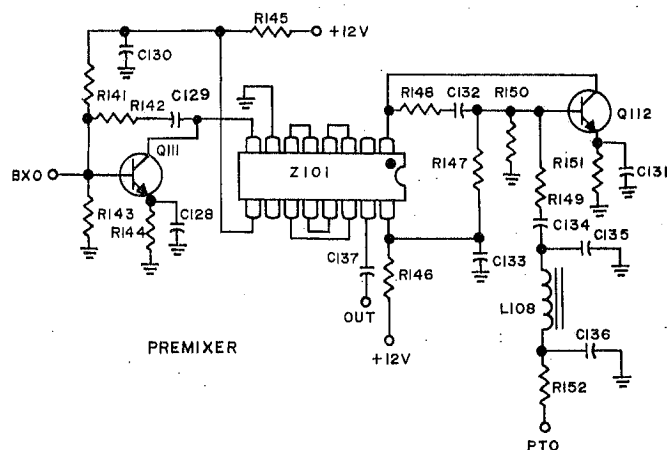 R145
+12V
C130
R141
R142
C129
Q111
BXO
R143
R144
C128
Z101
R148
C132
R150
Q112
R147
R151
C131
R149
C134
C135
C133
C137
R146
OUT
+12V
L108
C136
R152
PTO
PREMIXER